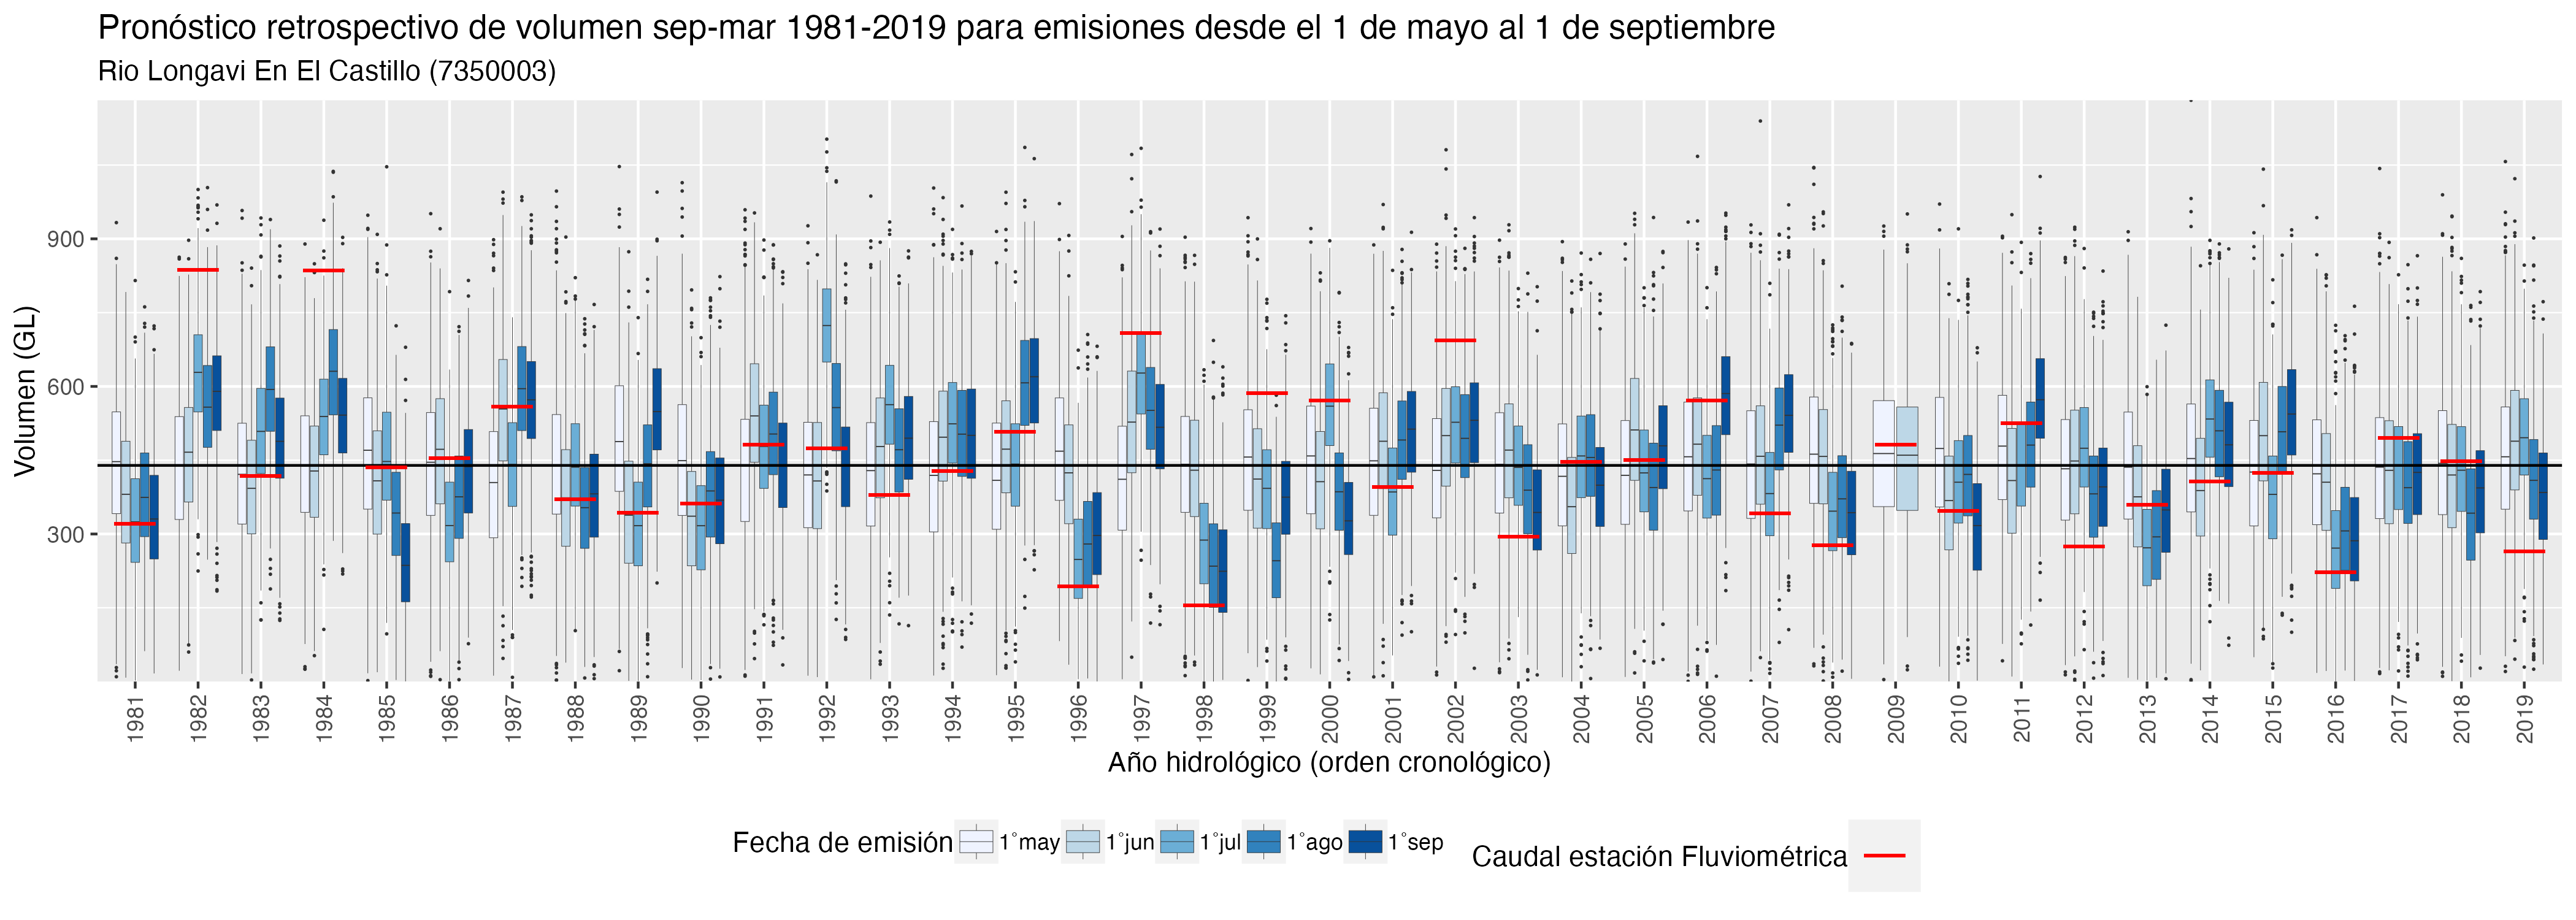 Pronóstico retrospectivo de volumen sep-mar 1981-2019 para emisiones desde el 1 de mayo al 1 de septiembre
Rio Longavi En El Castillo (7350003)
Volumen (GL)
900
600
300
1981 1982 1983 1984 1985 1986 1987 1988 1989 1990 1991 1992 1993 1994 1995 1996 1997 1998 1999 2000 2001 2002 2003 2004 2005 2006 2007 2008 2009 2010 2011 2012 2013 2014 2015 2016 2017 2018 2019
Año hidrológico (orden cronológico)
Fecha de emisión 1°may 1°jun 1°jul 1°ago 1°sep Caudal estación Fluviométrica